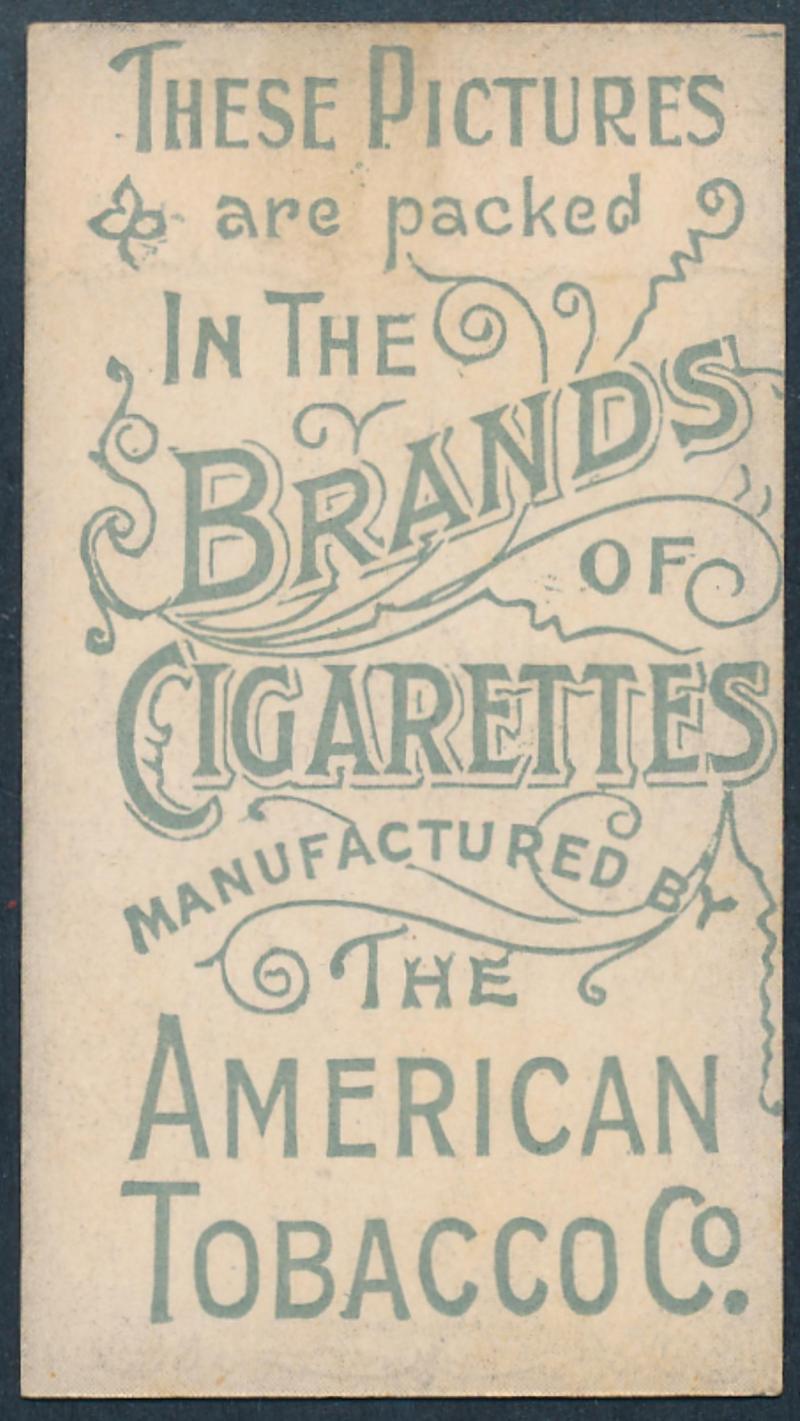 THESE PICTURES
are packed
IN THE
BRANDS
OF
CIGARETTES
MANUFACTURED BY
THE
AMERICAN
TOBACCO CO.